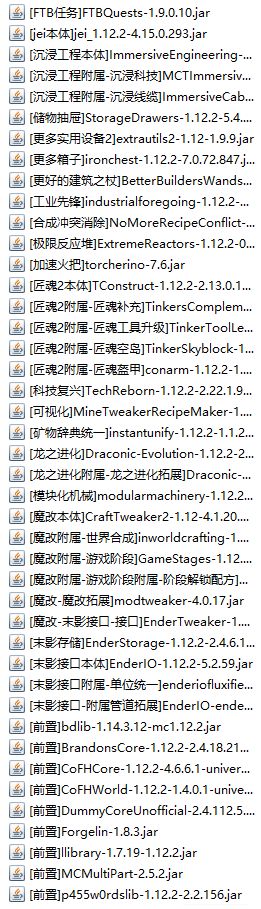 [FTB任务]FTBQuests-1.9.0.10.jar
[jei本体]jei_1.12.2-4.15.0.293.jar
[沉浸工程本体]ImmersiveEngineering-...
[沉浸工程附属-沉浸科技]MCTImmersiv...
[沉浸工程附属-沉浸线缆]ImmersiveCab...
[储物抽屉]StorageDrawers-1.12.2-5.4....
[更多实用设备2]extrautils2-1.12-1.9.9.jar
[更多箱子]ironchest-1.12.2-7.0.72.847.j...
[更好的建筑之杖]BetterBuildersWands...
[工业先锋]industrialforegoing-1.12.2-...
[合成冲突消除]NoMoreRecipeConflict-...
[极限反应堆]ExtremeReactors-1.12.2-0...
[加速火把]torcherino-7.6.jar
[匠魂2本体]TConstruct-1.12.2-2.13.0.1...
[匠魂2附属-匠魂补充]TinkersComplem...
[匠魂2附属-匠魂工具升级]TinkerToolLe...
[匠魂2附属-匠魂空岛]TinkerSkyblock-1...
[匠魂2附属-匠魂盔甲]conarm-1.12.2-1....
[科技复兴]TechReborn-1.12.2-2.22.1.9...
[可视化]MineTweakerRecipeMaker-1....
[矿物辞典统一]instantunify-1.12.2-1.1.2...
[龙之进化]Draconic-Evolution-1.12.2-2...
[龙之进化附属-龙之进化拓展]Draconic-...
[模块化机械]modularmachinery-1.12.2...
[魔改本体]CraftTweaker2-1.12-4.1.20....
[魔改附属-世界合成]inworldcrafting-1....
[魔改附属-游戏阶段]GameStages-1.12....
[魔改附属-游戏阶段附属-阶段解锁配方]...
[魔改-魔改拓展]modtweaker-4.0.17.jar
[魔改-末影接口-接口]EnderTweaker-1....
[末影存储]EnderStorage-1.12.2-2.4.6.1...
[末影接口本体]EnderIO-1.12.2-5.2.59.jar
[末影接口附属-单位统一]enderiofluxifie...
[末影接口-附属管道拓展]EnderIO-ende...
[前置]bdlib-1.14.3.12-mc1.12.2.jar
[前置]BrandonsCore-1.12.2-2.4.18.21...
[前置]CoFHCore-1.12.2-4.6.6.1-univer...
[前置]CoFHWorld-1.12.2-1.4.0.1-unive...
[前置]DummyCoreUnofficial-2.4.112.5....
[前置]Forgelin-1.8.3.jar
[前置]llibrary-1.7.19-1.12.2.jar
[前置]MCMultiPart-2.5.2.jar
[前置]p455w0rdslib-1.12.2-2.2.156.jar